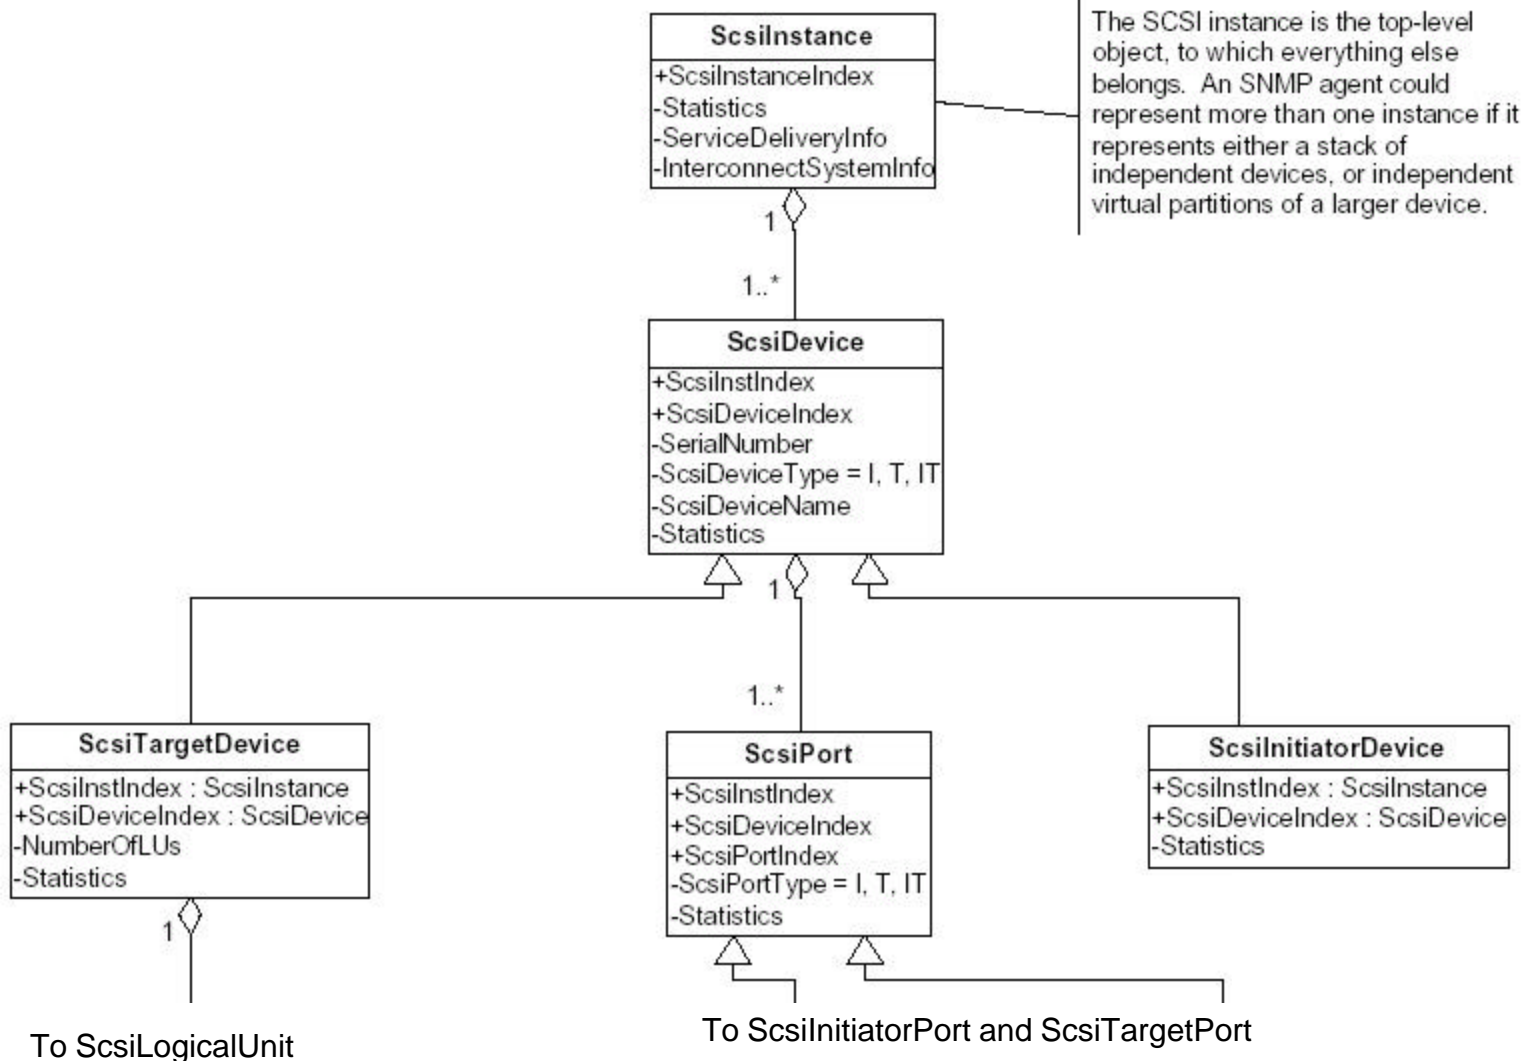 ScsiInstance
+ScsiInstanceIndex
-Statistics
-ServiceDeliveryInfo
-InterconnectSystemInfo
The SCSI instance is the top-level
object, to which everything else
belongs. An SNMP agent could
represent more than one instance if it
represents either a stack of
independent devices, or independent
virtual partitions of a larger device.
1
1..*
ScsiDevice
+ScsiInstIndex
+ScsiDeviceIndex
-SerialNumber
-ScsiDeviceType = I, T, IT
-ScsiDeviceName
-Statistics
1
1..*
ScsiTargetDevice
+ScsiInstIndex : ScsiInstance
+ScsiDeviceIndex : ScsiDevice
-NumberOfLUs
-Statistics
1
ScsiPort
+ScsiInstIndex
+ScsiDeviceIndex
+ScsiPortIndex
-ScsiPortType = I, T, IT
-Statistics
ScsiInitiatorDevice
+ScsiInstIndex : ScsiInstance
+ScsiDeviceIndex : ScsiDevice
-Statistics
To ScsiLogicalUnit
To ScsiInitiatorPort and ScsiTargetPort